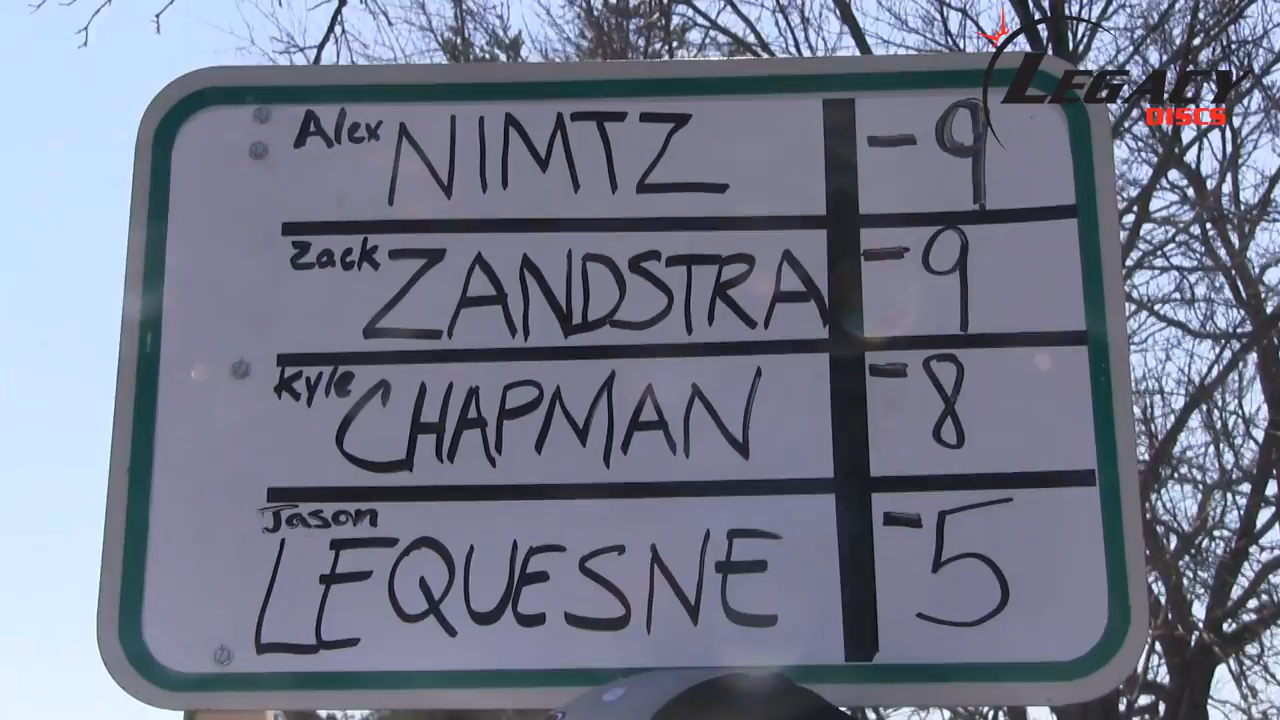 Alex NIMTZ -9
Zack ZANDSTRA -9
Kyle CHAPMAN -8
Jason LEQUESNE -5
LEGACY
DISCS